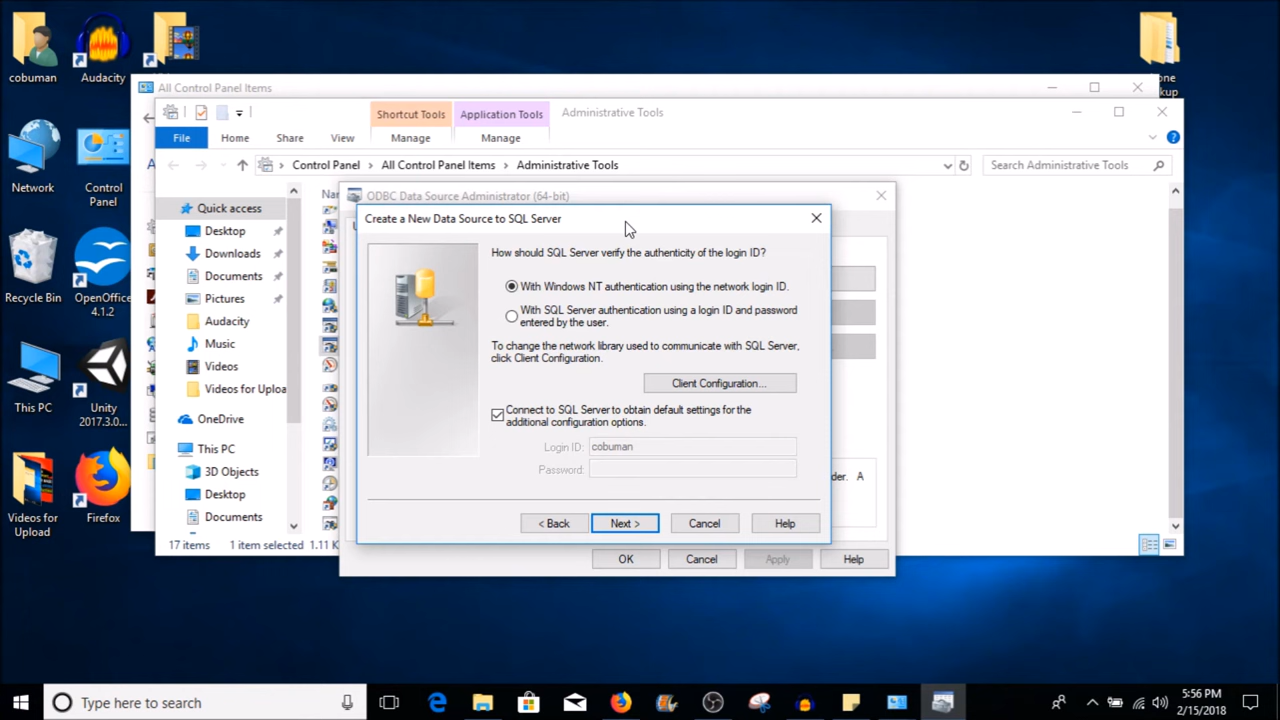 cobuman
Audacity
one
kup
All Control Panel Items
Shortcut Tools
Application Tools
Administrative Tools
File
Home
Share
View
Manage
Manage
Control Panel
All Control Panel Items
Administrative Tools
Search Administrative Tools
Network
Control
Panel
Recycle Bin
OpenOffice
4.1.2
This PC
Unity
2017.3.0...
Videos for
Upload
Firefox
Quick access
Desktop
Downloads
Documents
Pictures
Audacity
Music
Videos
Videos for Uploa
OneDrive
This PC
3D Objects
Desktop
Documents
17 items
1 item selected
1.11 K
ODBC Data Source Administrator (64-bit)
Create a New Data Source to SQL Server
How should SQL Server verify the authenticity of the login ID?
With Windows NT authentication using the network login ID.
With SQL Server authentication using a login ID and password
entered by the user.
To change the network library used to communicate with SQL Server,
click Client Configuration.
Client Configuration...
Connect to SQL Server to obtain default settings for the
additional configuration options.
Login ID:
cobuman
Password:
< Back
Next >
Cancel
Help
der. A
OK
Cancel
Apply
Help
Type here to search
5:56 PM
2/15/2018